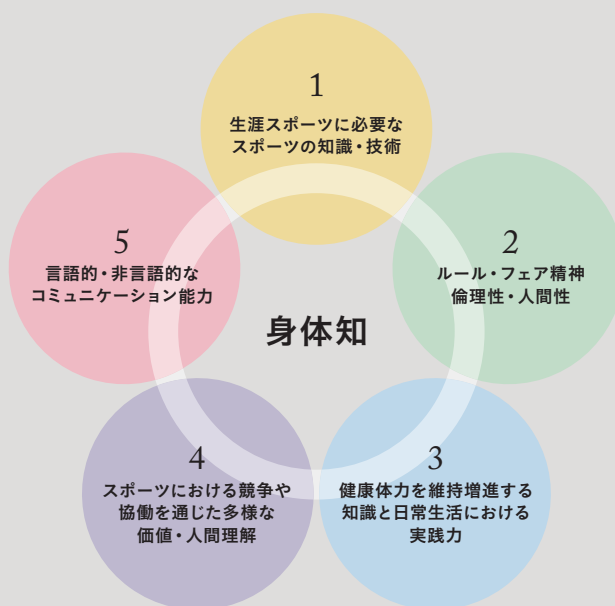 1
生涯スポーツに必要な
スポーツの知識・技術
2
ルール・フェア精神
倫理性・人間性
3
健康体力を維持増進する
知識と日常生活における
実践力
4
スポーツにおける競争や
協働を通じた多様な
価値・人間理解
5
言語的・非言語的な
コミュニケーション能力
身体知